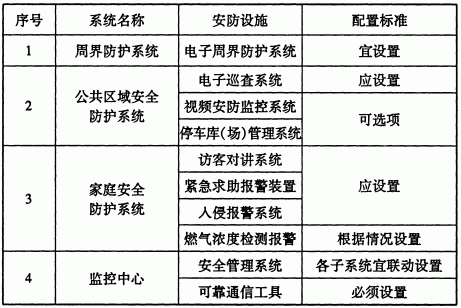 序号 系统名称 安防设施 配置标准
1 周界防护系统 电子周界防护系统 宜设置
2 公共区域安全防护系统 电子巡查系统 应设置
视频安防监控系统 可选项
停车库(场)管理系统
3 家庭安全防护系统 访客对讲系统 应设置
紧急求助报警装置
入侵报警系统
燃气浓度检测报警 根据情况设置
4 监控中心 安全管理系统 各子系统宜联动设置
可靠通信工具 必须设置